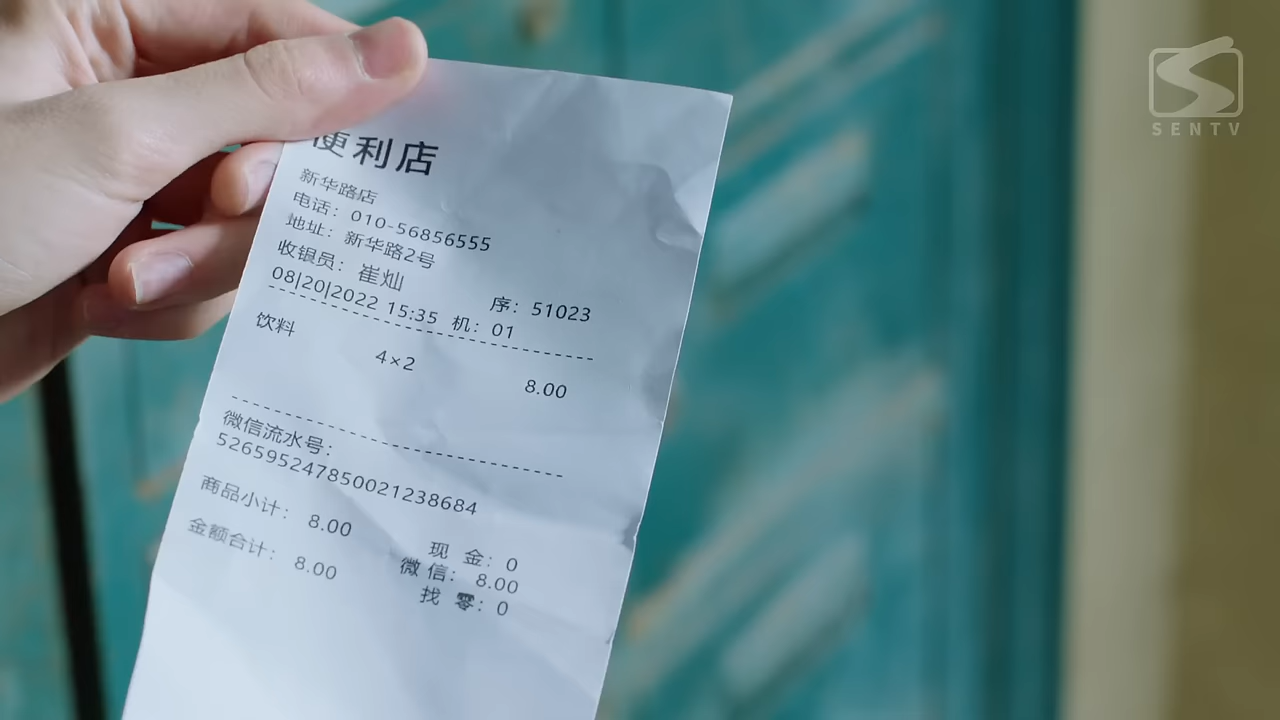 便利店
新华路店
电话：010-56856555
地址：新华路2号
收银员：崔灿 序：51023
08|20|2022 15:35 机：01
饮料
4×2 8.00
微信流水号：
526595247850021238684
商品小计：8.00 现 金：0
金额合计：8.00 微 信：8.00
找 零：0
SENTV